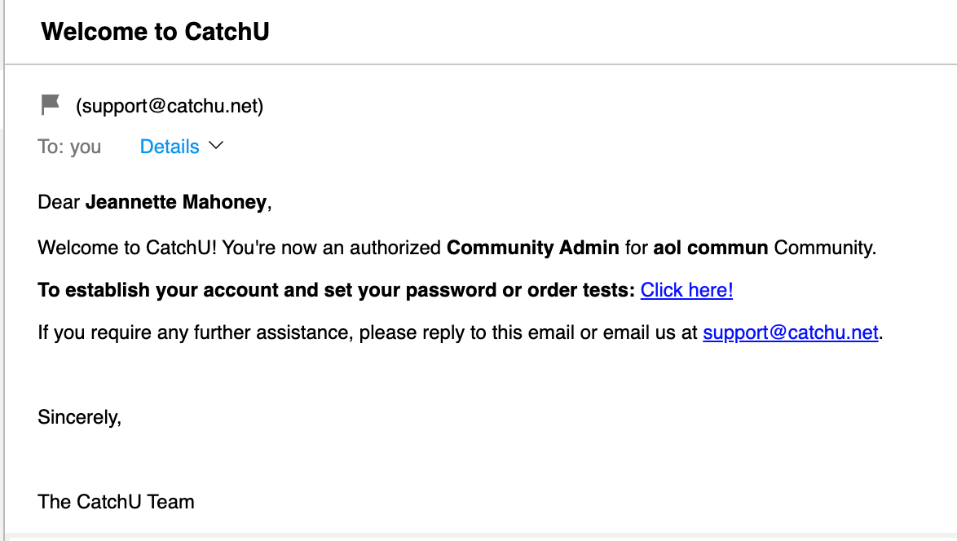 Welcome to CatchU
(support@catchu.net)
To: you Details
Dear Jeannette Mahoney,
Welcome to CatchU! You're now an authorized Community Admin for aol commun Community.
To establish your account and set your password or order tests: Click here!
If you require any further assistance, please reply to this email or email us at support@catchu.net.
Sincerely,
The CatchU Team